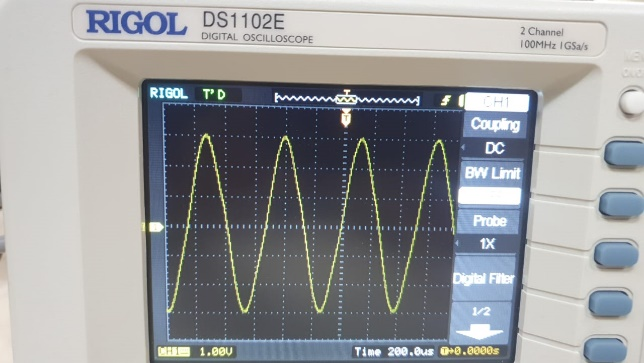 RIGOL DS1102E
DIGITAL OSCILLOSCOPE
2 Channel
100MHz 1GSa/s
RIGOL T'D
T
CH1
Coupling
DC
BW Limit
Probe
1X
Digital Filter
1/2
CH1 1.00V Time 200.0us T→0.0000s